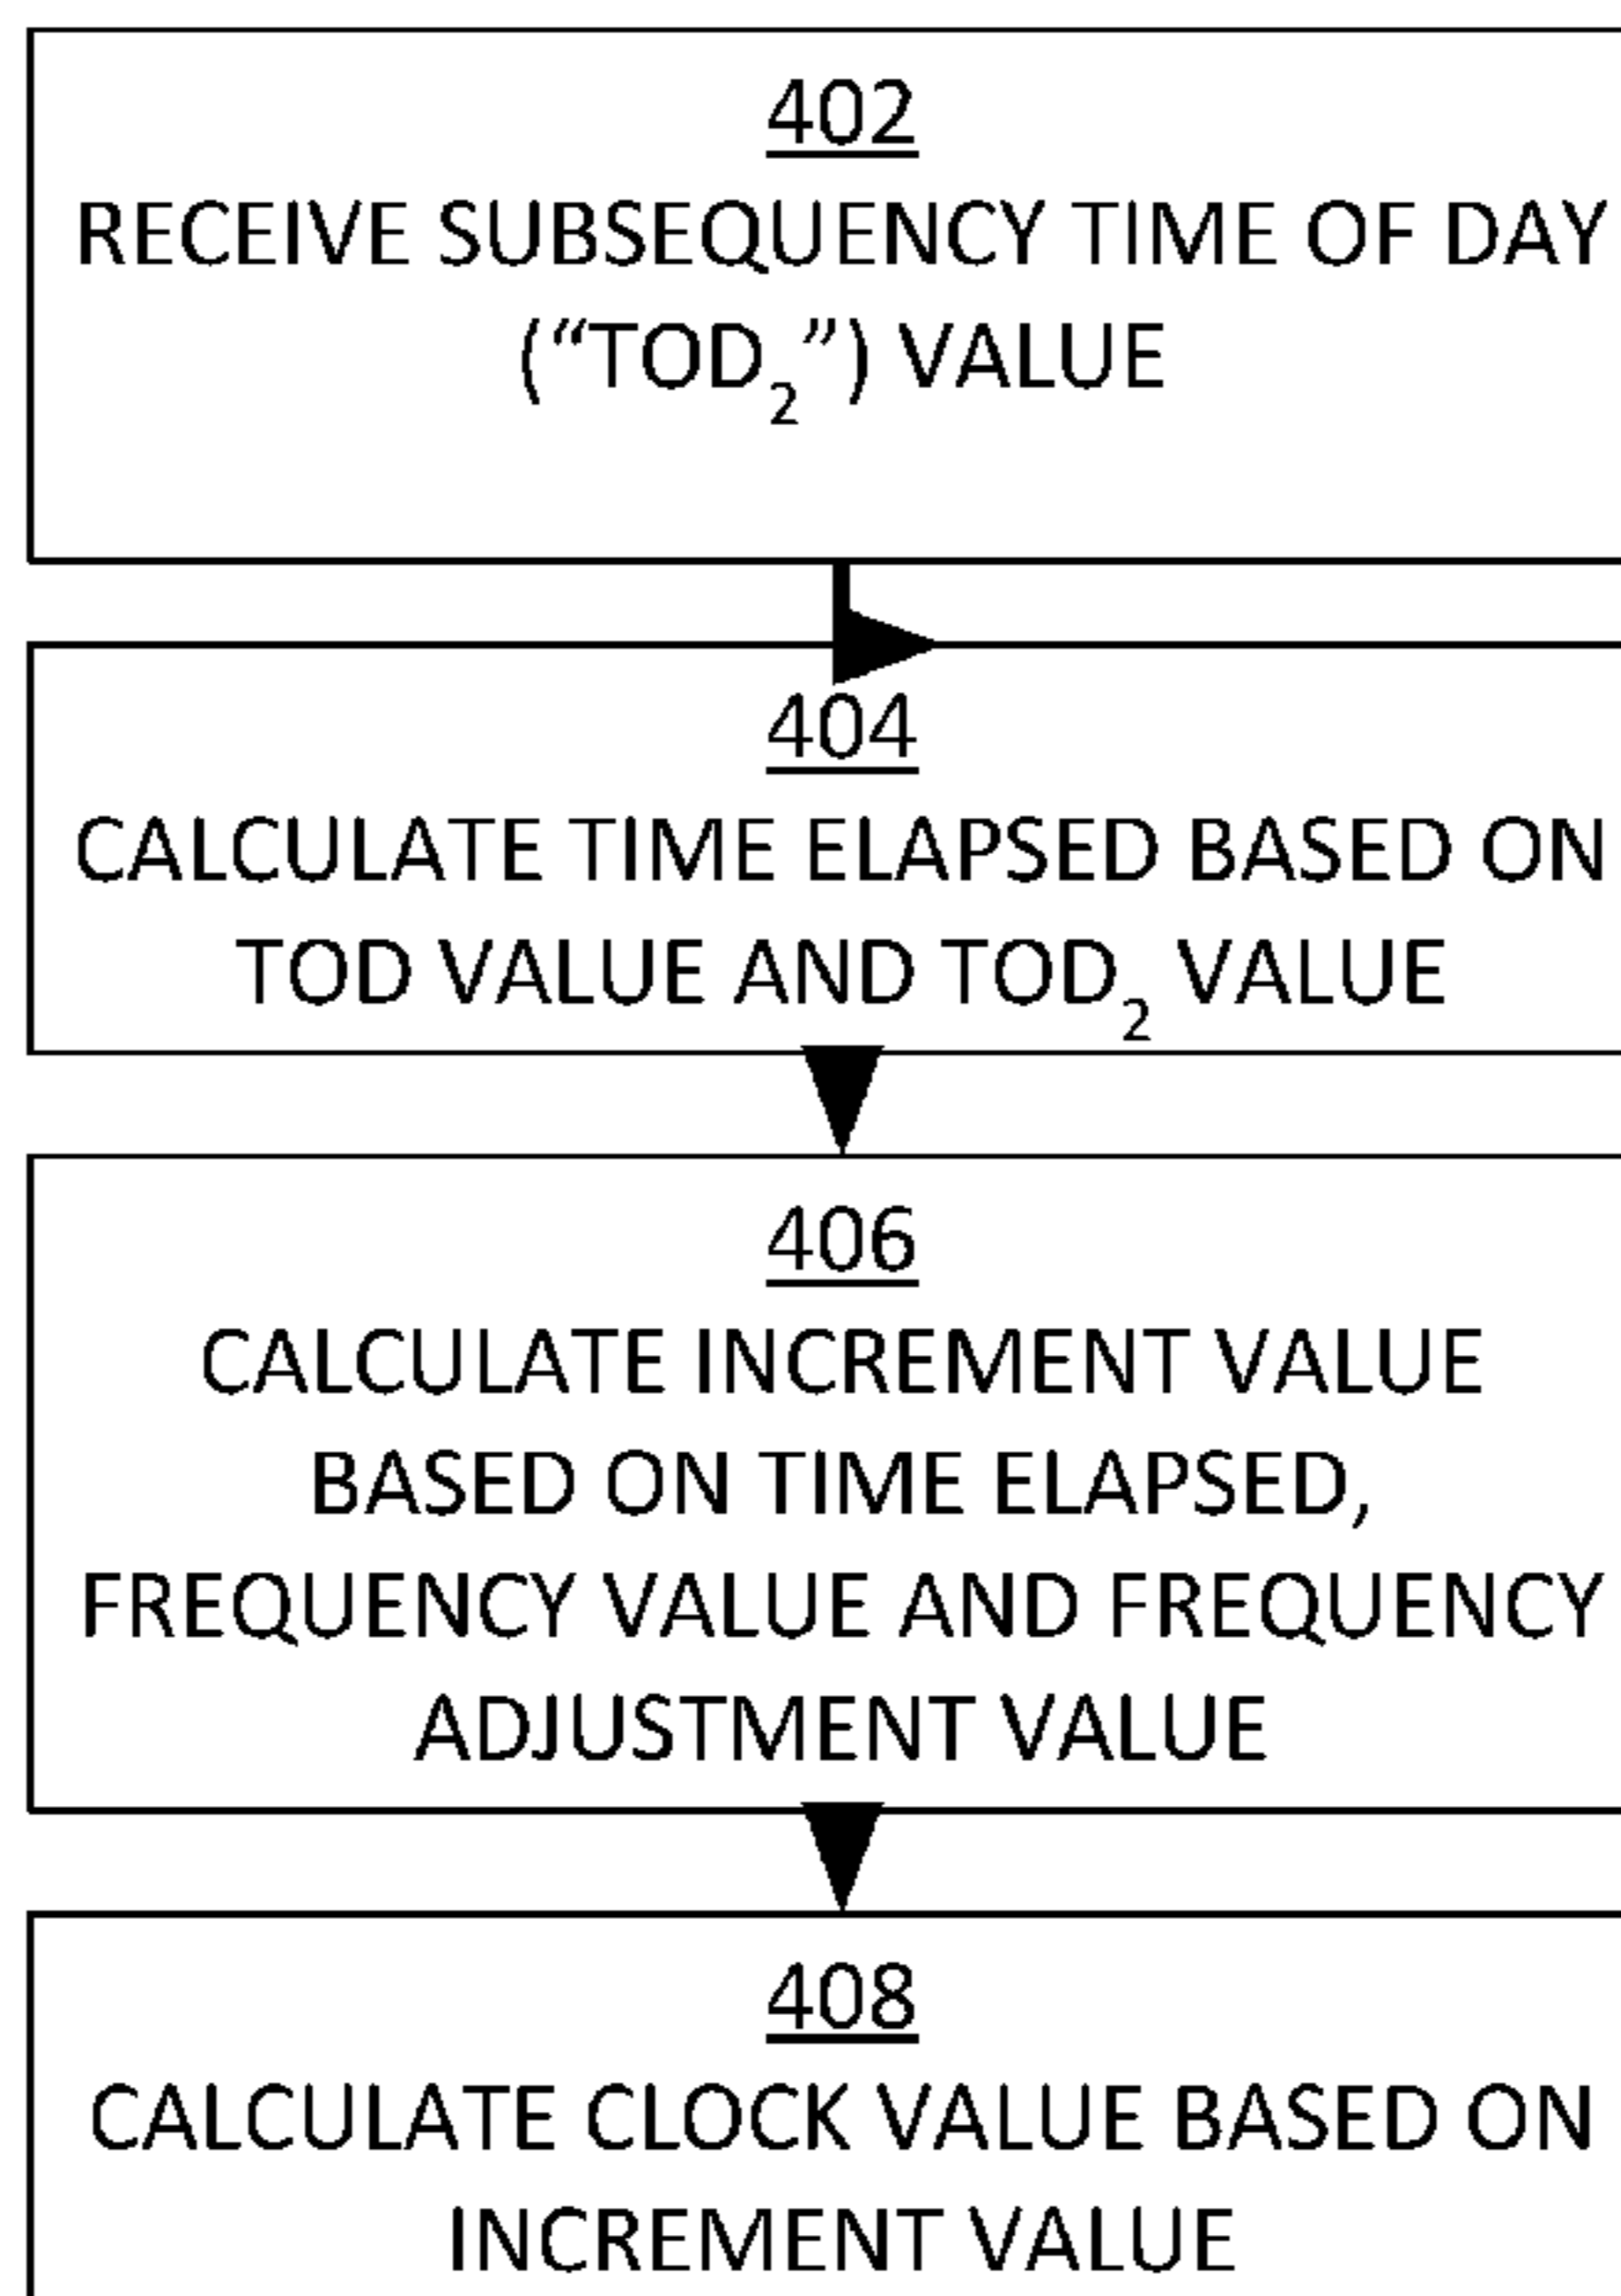 402
RECEIVE SUBSEQUENCY TIME OF DAY
(“TOD₂”) VALUE
404
CALCULATE TIME ELAPSED BASED ON
TOD VALUE AND TOD₂ VALUE
406
CALCULATE INCREMENT VALUE
BASED ON TIME ELAPSED,
FREQUENCY VALUE AND FREQUENCY
ADJUSTMENT VALUE
408
CALCULATE CLOCK VALUE BASED ON
INCREMENT VALUE